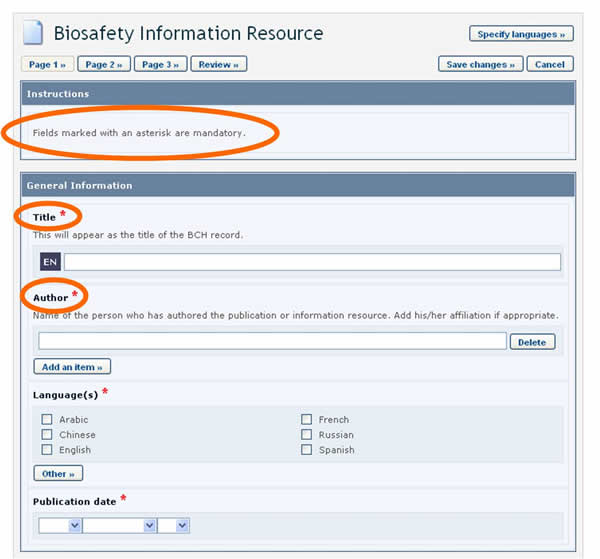 Biosafety Information Resource
Specify languages »
Page 1 » Page 2 » Page 3 » Review » Save changes » Cancel
Instructions
Fields marked with an asterisk are mandatory.
General Information
Title *
This will appear as the title of the BCH record.
EN
Author *
Name of the person who has authored the publication or information resource. Add his/her affiliation if appropriate.
Delete
Add an item »
Language(s) *
Arabic French
Chinese Russian
English Spanish
Other »
Publication date *